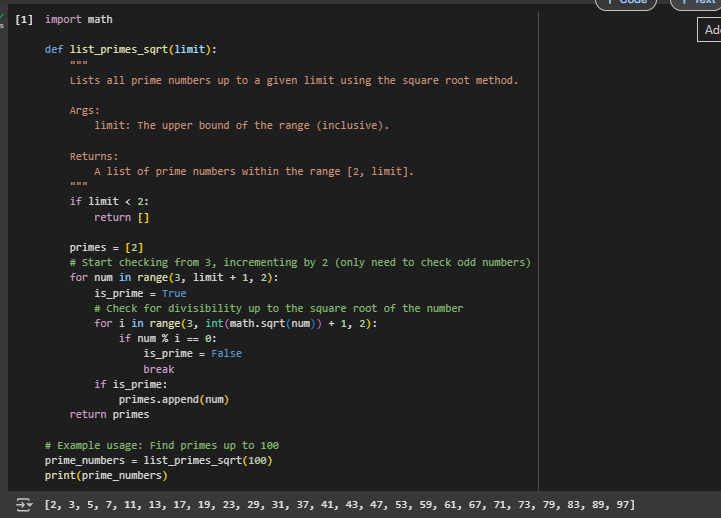 + Code + Text
[1] import math
Add
def list_primes_sqrt(limit):
"""
Lists all prime numbers up to a given limit using the square root method.
Args:
limit: The upper bound of the range (inclusive).
Returns:
A list of prime numbers within the range [2, limit].
"""
if limit < 2:
return []
primes = [2]
# Start checking from 3, incrementing by 2 (only need to check odd numbers)
for num in range(3, limit + 1, 2):
is_prime = True
# Check for divisibility up to the square root of the number
for i in range(3, int(math.sqrt(num)) + 1, 2):
if num % i == 0:
is_prime = False
break
if is_prime:
primes.append(num)
return primes
# Example usage: Find primes up to 100
prime_numbers = list_primes_sqrt(100)
print(prime_numbers)
[2, 3, 5, 7, 11, 13, 17, 19, 23, 29, 31, 37, 41, 43, 47, 53, 59, 61, 67, 71, 73, 79, 83, 89, 97]